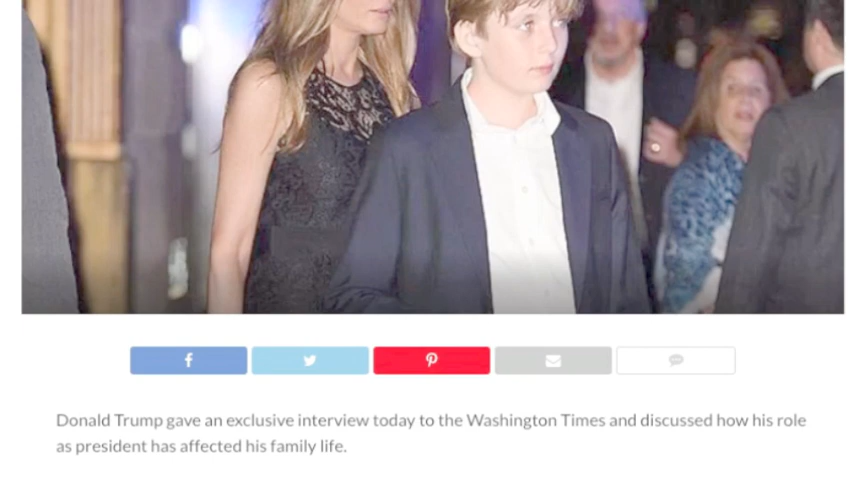 Donald Trump gave an exclusive interview today to the Washington Times and discussed how his role
as president has affected his family life.